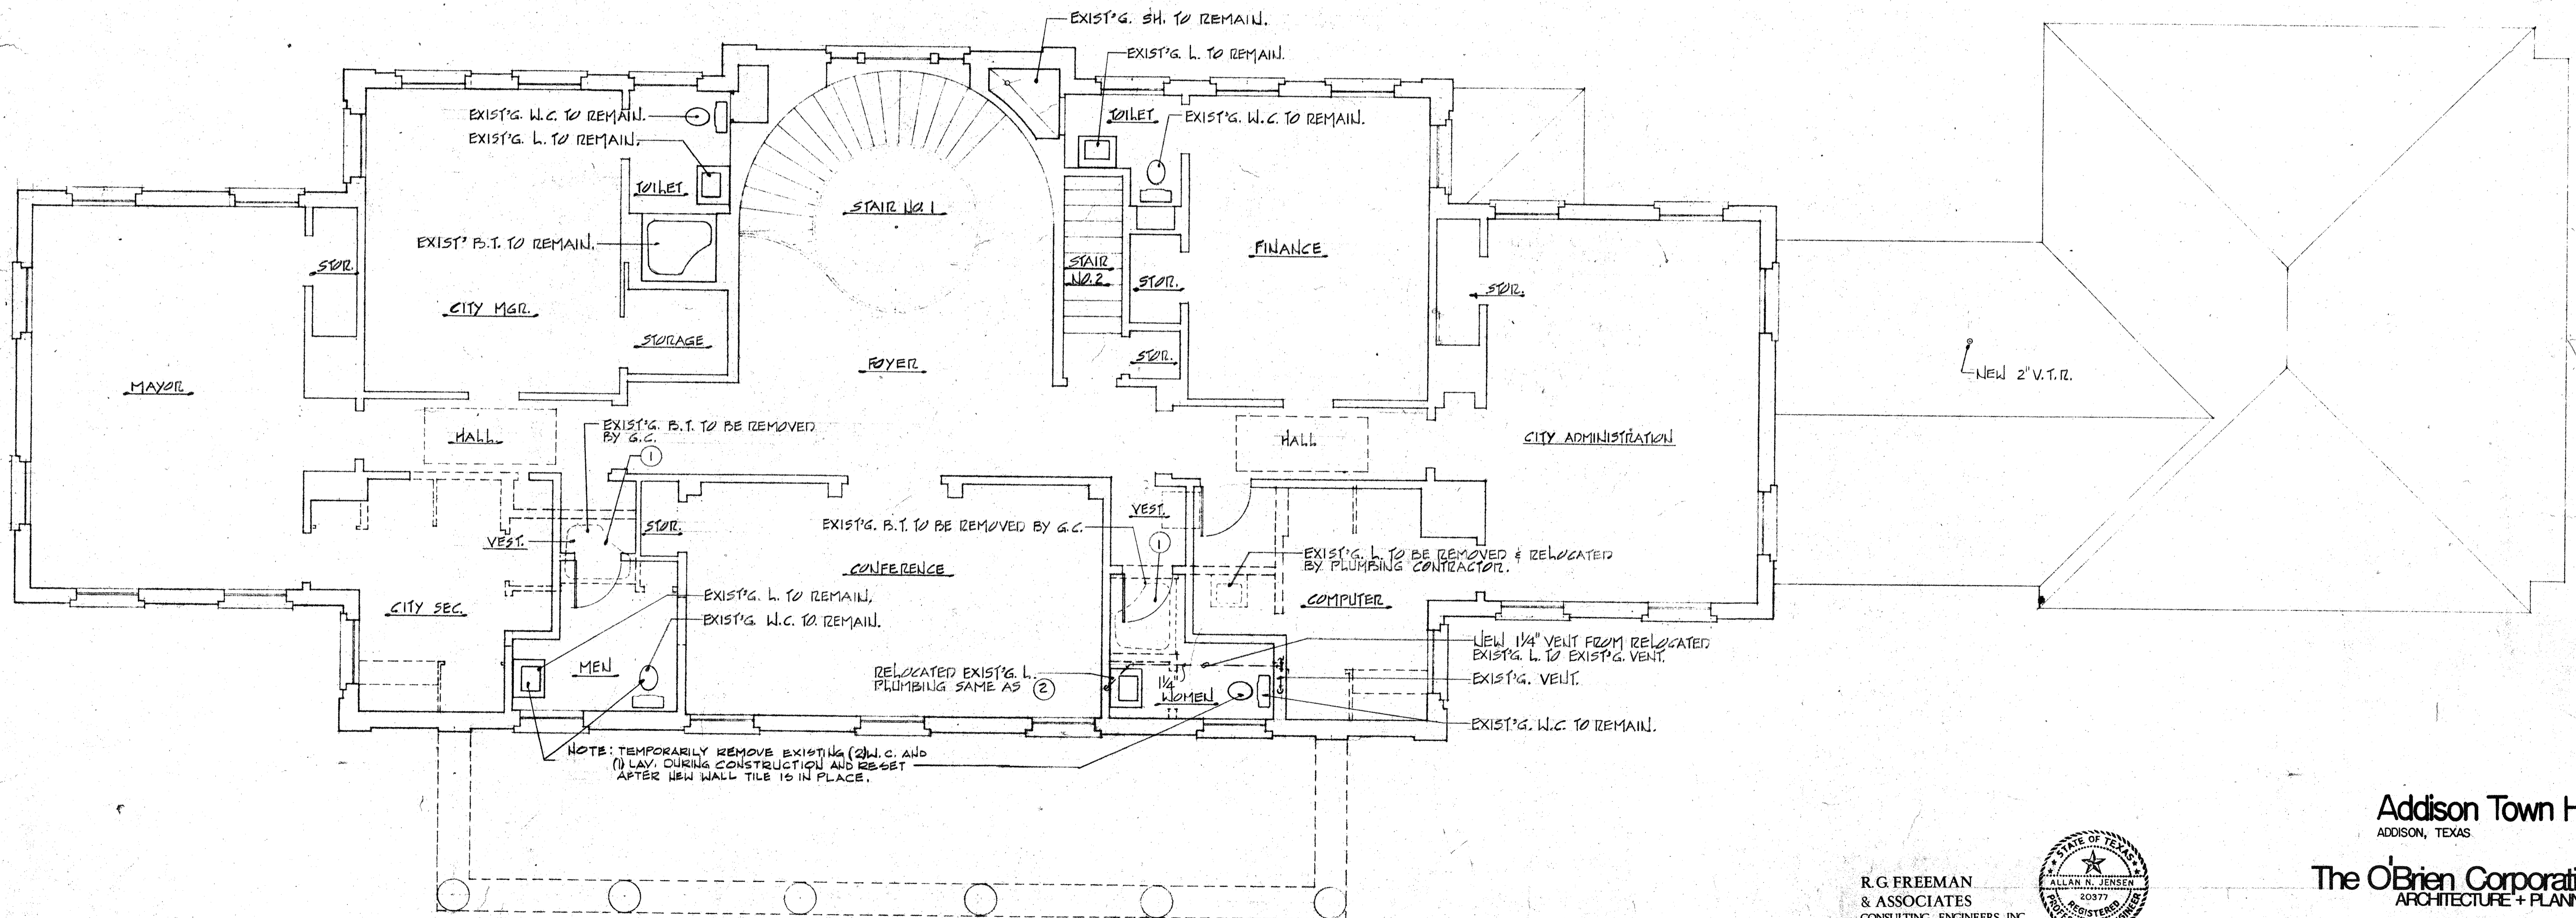 EXIST'G. SH. TO REMAIN.
EXIST'G. L. TO REMAIN.
EXIST'G. W.C. TO REMAIN.
EXIST'G. L. TO REMAIN.
TOILET
EXIST' B.T. TO REMAIN.
STAIR NO. 1
TOILET
EXIST'G. W.C. TO REMAIN.
STOR.
CITY MGR.
STORAGE
STAIR
NO. 2
STOR.
STOR.
FINANCE
STOR.
MAYOR
FOYER
NEW 2" V.T.R.
HALL
EXIST'G. B.T. TO BE REMOVED
BY G.C.
1
HALL
CITY ADMINISTRATION
VEST.
STOR.
EXIST'G. B.T. TO BE REMOVED BY G.C.
VEST.
1
EXIST'G. L. TO BE REMOVED & RELOCATED
BY PLUMBING CONTRACTOR.
CONFERENCE
COMPUTER
CITY SEC.
EXIST'G. L. TO REMAIN.
EXIST'G. W.C. TO REMAIN.
MEN
RELOCATED EXIST'G. L.
PLUMBING SAME AS 2
1 1/4"
WOMEN
NEW 1 1/4" VENT FROM RELOCATED
EXIST'G. L. TO EXIST'G. VENT.
EXIST'G. VENT.
EXIST'G. W.C. TO REMAIN.
NOTE: TEMPORARILY REMOVE EXISTING (2) W.C. AND
(1) LAV. DURING CONSTRUCTION AND RESET
AFTER NEW WALL TILE IS IN PLACE.
Addison Town H
ADDISON, TEXAS
The O'Brien Corporati
ARCHITECTURE + PLAN
R.G. FREEMAN
& ASSOCIATES
CONSULTING ENGINEERS, INC.
STATE OF TEXAS
ALLAN N. JENSEN
20377
REGISTERED
PROFESSIONAL ENGINEER